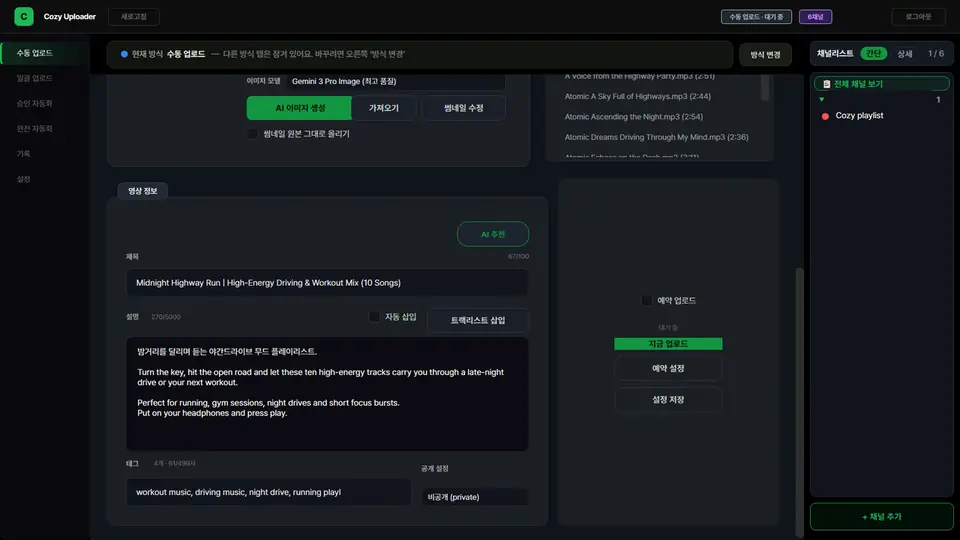 C
Cozy Uploader
새로고침
수동 업로드 · 대기 중
6채널
로그아웃
수동 업로드
일괄 업로드
승인 자동화
완전 자동화
기록
설정
현재 방식 수동 업로드 — 다른 방식 탭은 잠겨 있어요. 바꾸려면 오른쪽 '방식 변경'
방식 변경
이미지 모델
Gemini 3 Pro Image (최고 품질)
AI 이미지 생성
가져오기
썸네일 수정
썸네일 원본 그대로 올리기
A Voice from the Highway Party.mp3 (2:51)
Atomic A Sky Full of Highways.mp3 (2:44)
Atomic Ascending the Night.mp3 (2:54)
Atomic Dreams Driving Through My Mind.mp3 (2:36)
Atomic Echoes on the Dash.mp3 (2:11)
영상 정보
AI 추천
제목
67/100
Midnight Highway Run | High-Energy Driving & Workout Mix (10 Songs)
설명
270/5000
자동 삽입
트랙리스트 삽입
밤거리를 달리며 듣는 야간드라이브 무드 플레이리스트.
Turn the key, hit the open road and let these ten high-energy tracks carry you through a late-night
drive or your next workout.
Perfect for running, gym sessions, night drives and short focus bursts.
Put on your headphones and press play.
태그
4개 · 61/499자
공개 설정
workout music, driving music, night drive, running playl
비공개 (private)
예약 업로드
대기 중
지금 업로드
예약 설정
설정 저장
채널리스트
간단
상세
1 / 6
전체 채널 보기
1
Cozy playlist
+ 채널 추가